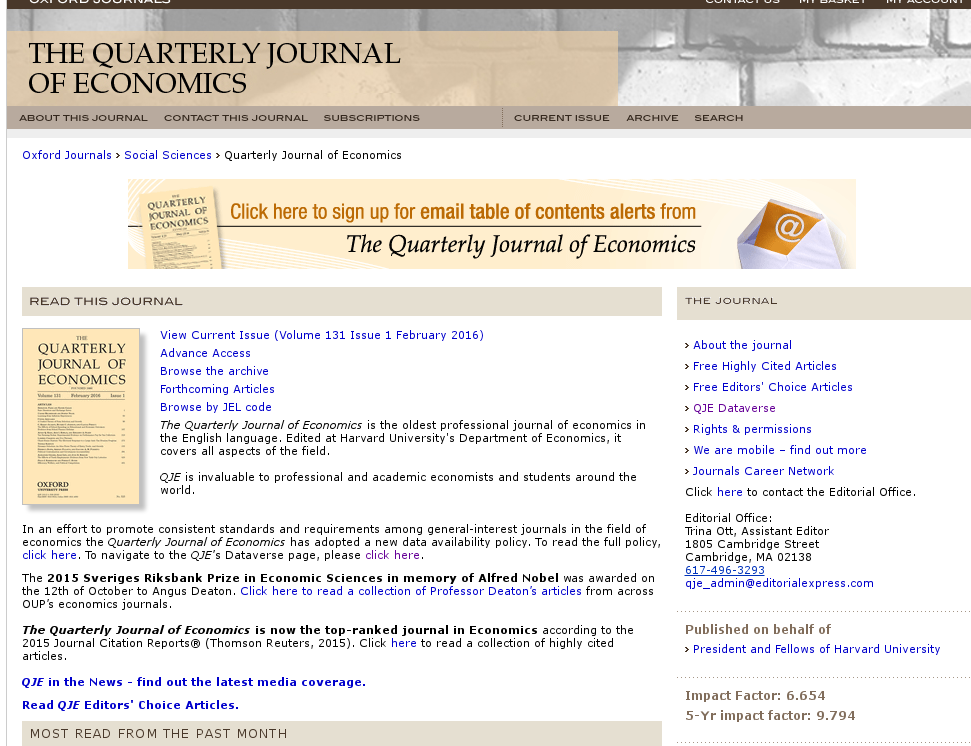 OXFORD JOURNALS
CONTACT US MY BASKET MY ACCOUNT
THE QUARTERLY JOURNAL
OF ECONOMICS
ABOUT THIS JOURNAL CONTACT THIS JOURNAL SUBSCRIPTIONS CURRENT ISSUE ARCHIVE SEARCH
Oxford Journals > Social Sciences > Quarterly Journal of Economics
THE
QUARTERLY
JOURNAL OF
ECONOMICS
Click here to sign up for email table of contents alerts from
The Quarterly Journal of Economics
@
READ THIS JOURNAL
THE
QUARTERLY
JOURNAL OF
ECONOMICS
Volume 131 February 2016 Issue 1
OXFORD
UNIVERSITY PRESS
View Current Issue (Volume 131 Issue 1 February 2016)
Advance Access
Browse the archive
Forthcoming Articles
Browse by JEL code
The Quarterly Journal of Economics is the oldest professional journal of economics in
the English language. Edited at Harvard University's Department of Economics, it
covers all aspects of the field.
QJE is invaluable to professional and academic economists and students around the
world.
In an effort to promote consistent standards and requirements among general-interest journals in the field of
economics the Quarterly Journal of Economics has adopted a new data availability policy. To read the full policy,
click here. To navigate to the QJE's Dataverse page, please click here.
The 2015 Sveriges Riksbank Prize in Economic Sciences in memory of Alfred Nobel was awarded on
the 12th of October to Angus Deaton. Click here to read a collection of Professor Deaton's articles from across
OUP's economics journals.
The Quarterly Journal of Economics is now the top-ranked journal in Economics according to the
2015 Journal Citation Reports® (Thomson Reuters, 2015). Click here to read a collection of highly cited
articles.
QJE in the News - find out the latest media coverage.
Read QJE Editors' Choice Articles.
MOST READ FROM THE PAST MONTH
THE JOURNAL
> About the journal
> Free Highly Cited Articles
> Free Editors' Choice Articles
> QJE Dataverse
> Rights & permissions
> We are mobile – find out more
> Journals Career Network
Click here to contact the Editorial Office.
Editorial Office:
Trina Ott, Assistant Editor
1805 Cambridge Street
Cambridge, MA 02138
617-496-3293
qje_admin@editorialexpress.com
Published on behalf of
> President and Fellows of Harvard University
Impact Factor: 6.654
5-Yr impact factor: 9.794